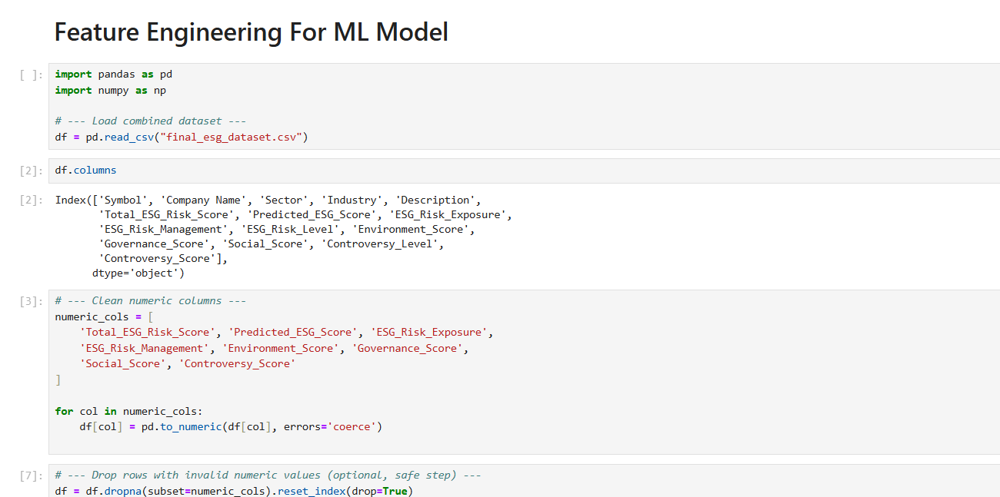 Feature Engineering For ML Model
[ ]:
import pandas as pd
import numpy as np
# --- Load combined dataset ---
df = pd.read_csv("final_esg_dataset.csv")
[2]:
df.columns
[2]:
Index(['Symbol', 'Company Name', 'Sector', 'Industry', 'Description',
'Total_ESG_Risk_Score', 'Predicted_ESG_Score', 'ESG_Risk_Exposure',
'ESG_Risk_Management', 'ESG_Risk_Level', 'Environment_Score',
'Governance_Score', 'Social_Score', 'Controversy_Level',
'Controversy_Score'],
dtype='object')
[3]:
# --- Clean numeric columns ---
numeric_cols = [
'Total_ESG_Risk_Score', 'Predicted_ESG_Score', 'ESG_Risk_Exposure',
'ESG_Risk_Management', 'Environment_Score', 'Governance_Score',
'Social_Score', 'Controversy_Score'
]
for col in numeric_cols:
df[col] = pd.to_numeric(df[col], errors='coerce')
[7]:
# --- Drop rows with invalid numeric values (optional, safe step) ---
df = df.dropna(subset=numeric_cols).reset_index(drop=True)